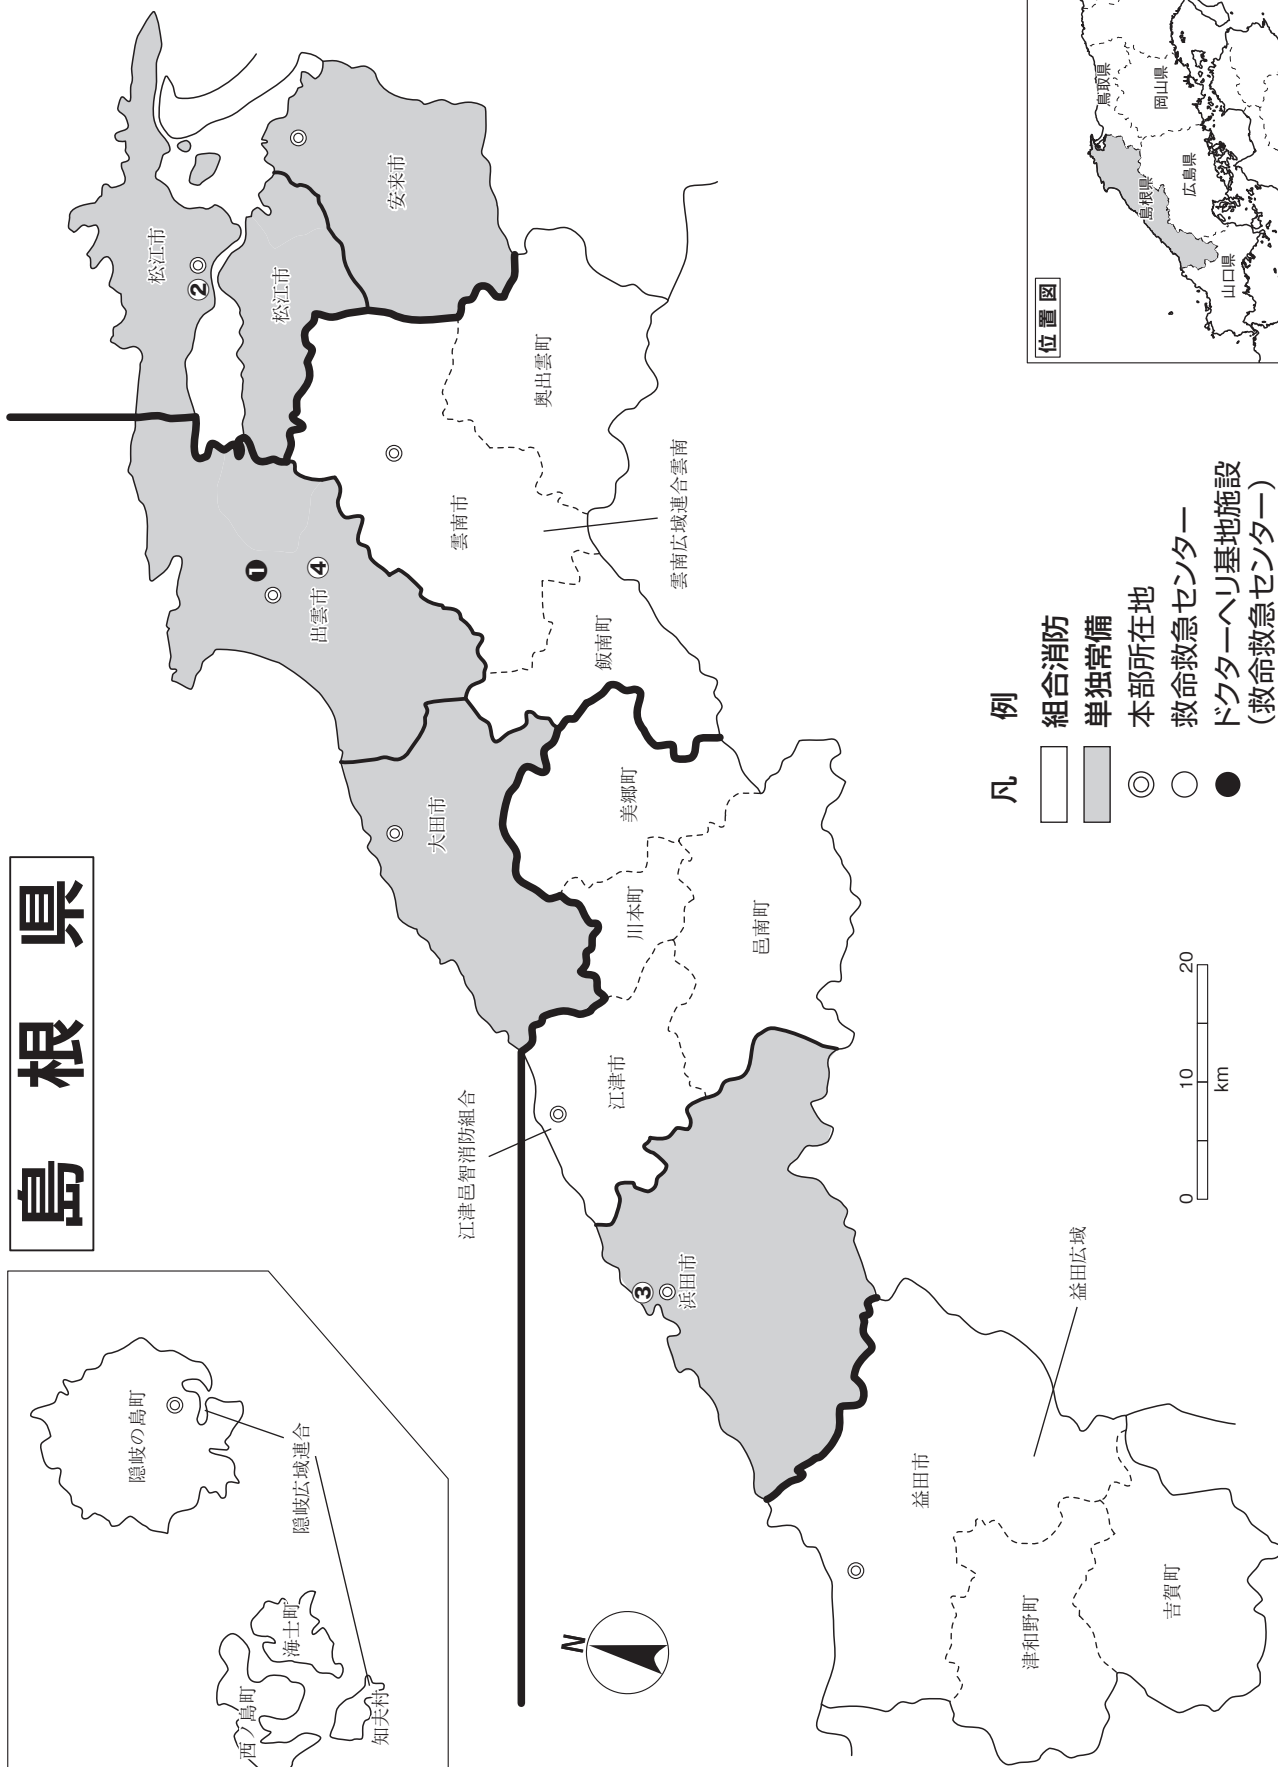 島根県
隠岐の島町
隠岐広域連合
西ノ島町
海士町
知夫村
松江市
②
松江市
安来市
❶
④
出雲市
雲南市
奥出雲町
雲南広域連合雲南
飯南町
大田市
美郷町
川本町
邑南町
江津市
江津邑智消防組合
③
浜田市
益田市
益田広域
津和野町
吉賀町
N
凡例
組合消防
単独常備
本部所在地
救命救急センター
ドクターヘリ基地施設
(救命救急センター)
0 10 20
km
位置図
鳥取県
岡山県
島根県
広島県
山口県